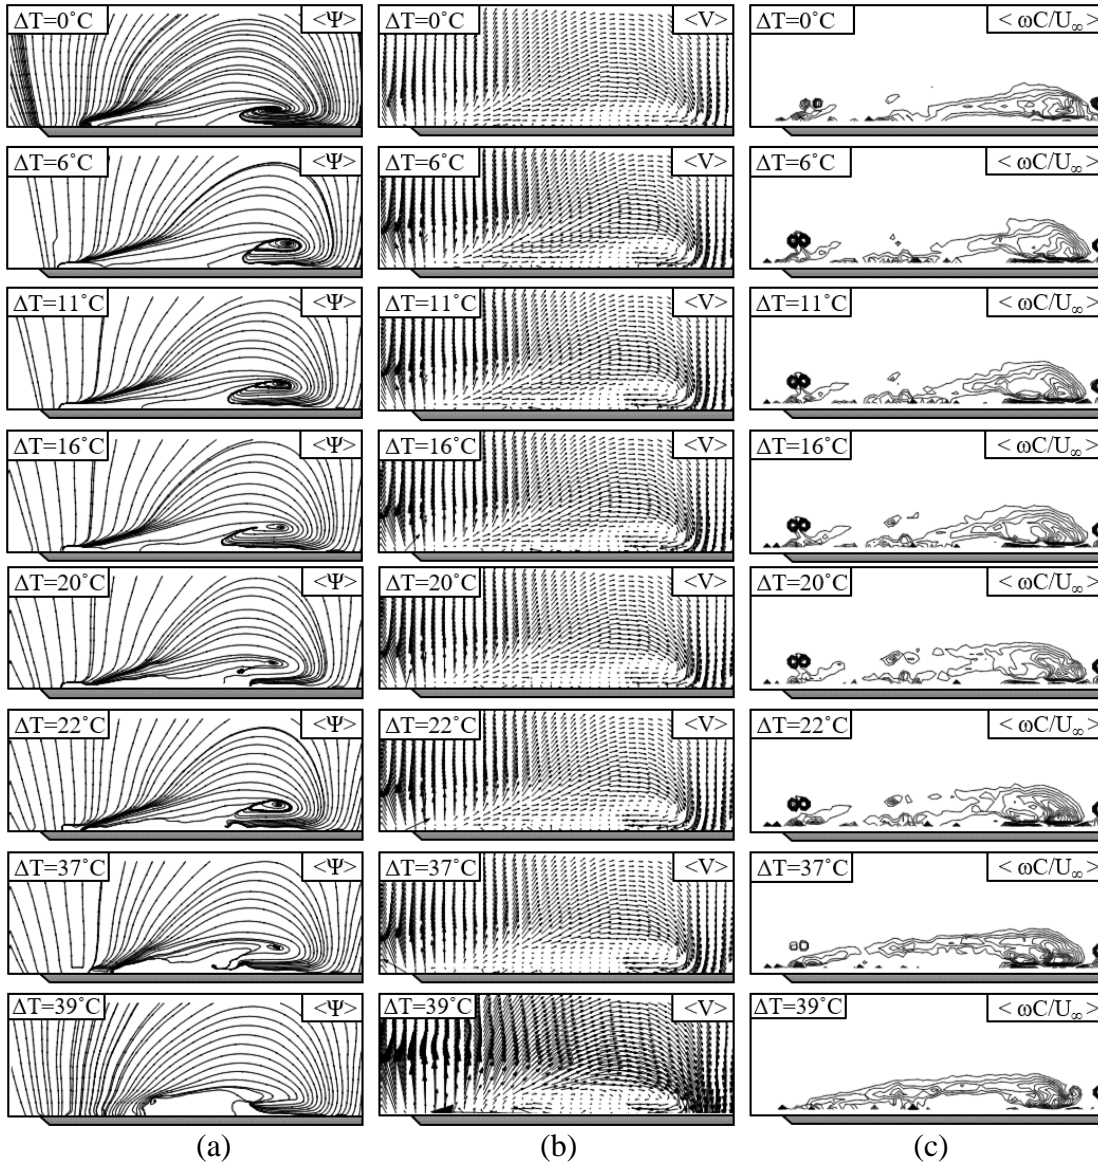 ΔT=0˚C <Ψ> ΔT=0˚C <V> ΔT=0˚C < ωC/U∞ >
ΔT=6˚C <Ψ> ΔT=6˚C <V> ΔT=6˚C < ωC/U∞ >
ΔT=11˚C <Ψ> ΔT=11˚C <V> ΔT=11˚C < ωC/U∞ >
ΔT=16˚C <Ψ> ΔT=16˚C <V> ΔT=16˚C < ωC/U∞ >
ΔT=20˚C <Ψ> ΔT=20˚C <V> ΔT=20˚C < ωC/U∞ >
ΔT=22˚C <Ψ> ΔT=22˚C <V> ΔT=22˚C < ωC/U∞ >
ΔT=37˚C <Ψ> ΔT=37˚C <V> ΔT=37˚C < ωC/U∞ >
ΔT=39˚C <Ψ> ΔT=39˚C <V> ΔT=39˚C < ωC/U∞ >
(a) (b) (c)